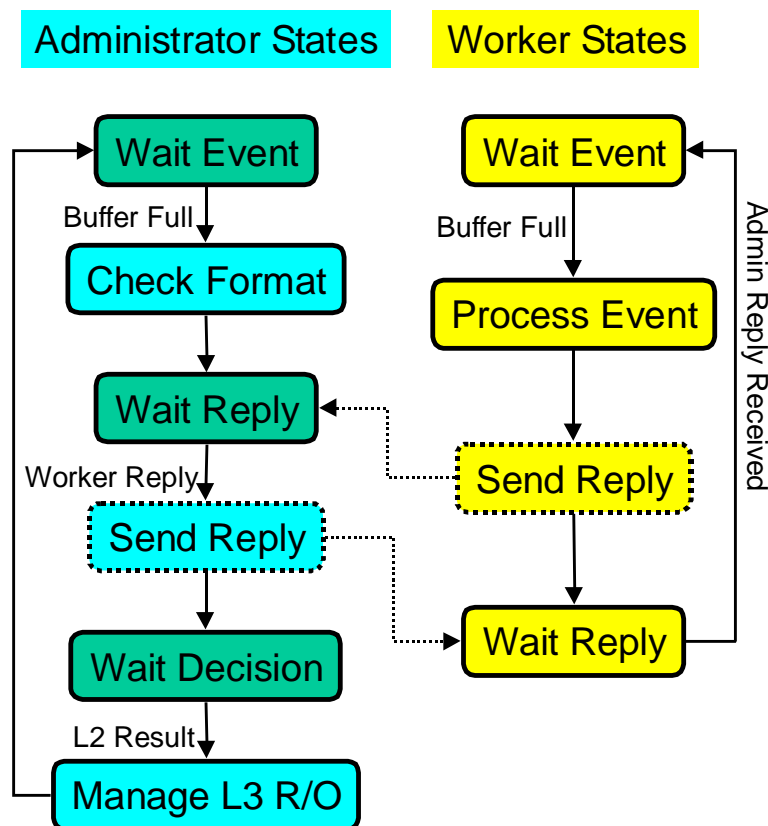 Administrator States
Worker States
Wait Event
Buffer Full
Check Format
Wait Reply
Worker Reply
Send Reply
Wait Decision
L2 Result
Manage L3 R/O
Wait Event
Buffer Full
Process Event
Send Reply
Wait Reply
Admin Reply Received